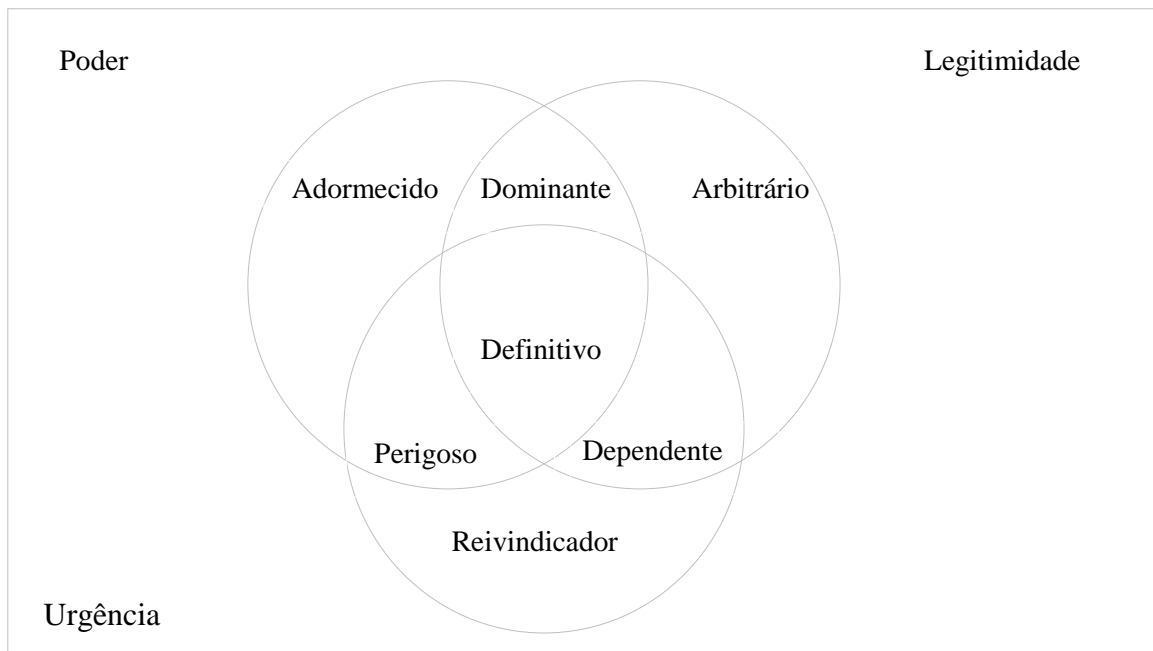 Poder
Legitimidade
Adormecido
Dominante
Arbitrário
Definitivo
Perigoso
Dependente
Reivindicador
Urgência